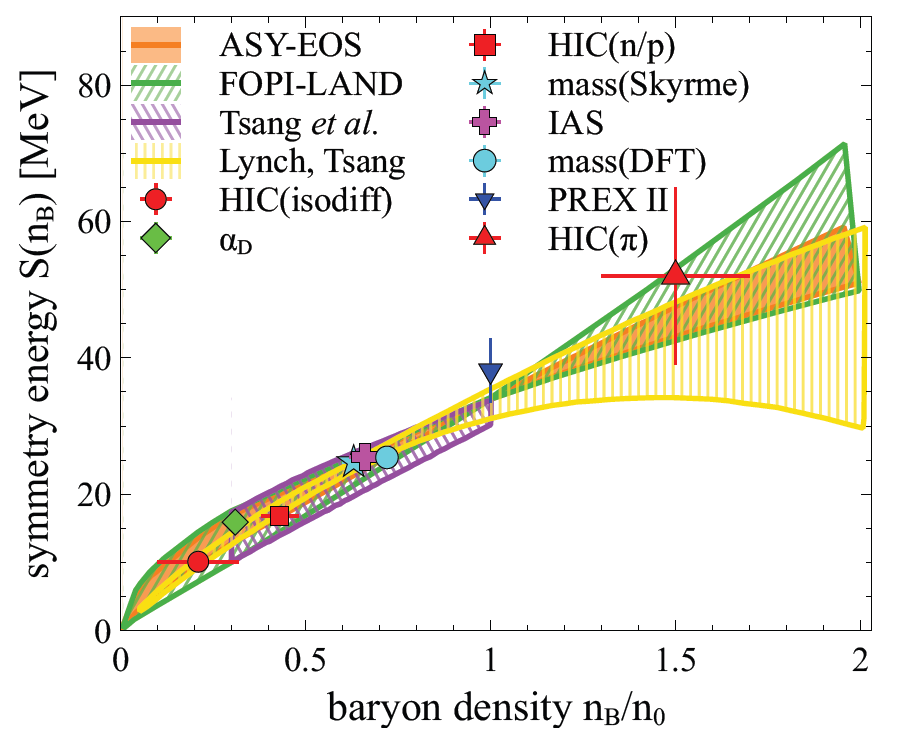 symmetry energy S(n_B) [MeV]
80
60
40
20
0
ASY-EOS
FOPI-LAND
Tsang et al.
Lynch, Tsang
HIC(isodiff)
α_D
HIC(n/p)
mass(Skyrme)
IAS
mass(DFT)
PREX II
HIC(π)
0 0.5 1 1.5 2
baryon density n_B/n_0